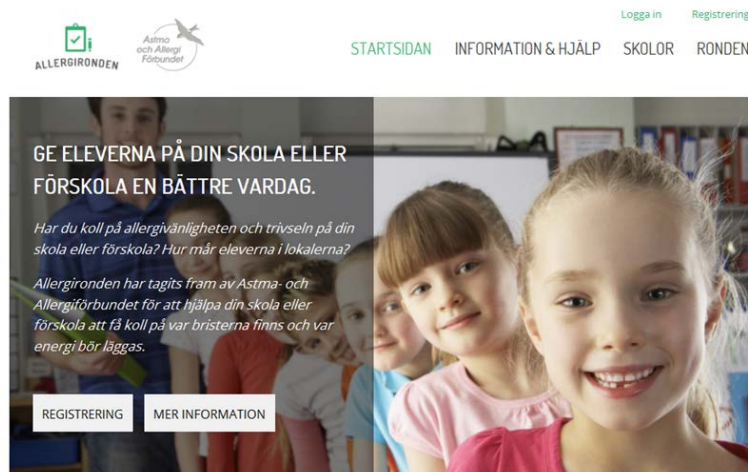 Logga in Registrering
ALLERGIRONDEN
Astma
och Allergi
Förbundet
STARTSIDAN INFORMATION & HJÄLP SKOLOR RONDEN
GE ELEVERNA PÅ DIN SKOLA ELLER
FÖRSKOLA EN BÄTTRE VARDAG.
Har du koll på allergivänligheten och trivseln på din
skola eller förskola? Hur mår eleverna i lokalerna?
Allergironden har tagits fram av Astma- och
Allergiförbundet för att hjälpa din skola eller
förskola att få koll på var bristerna finns och var
energi bör läggas.
REGISTRERING MER INFORMATION